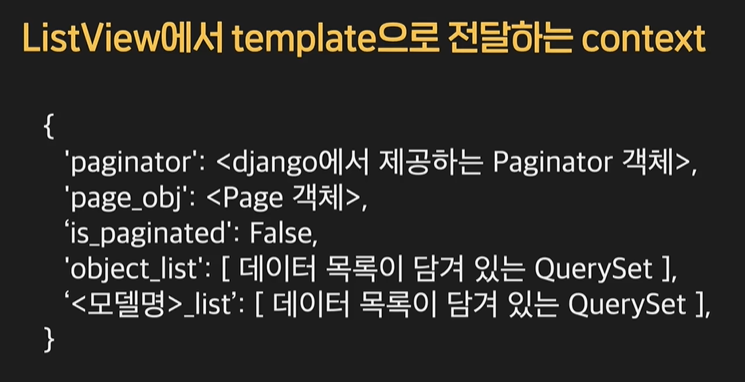 ListView에서 template으로 전달하는 context
{
'paginator': <django에서 제공하는 Paginator 객체>,
'page_obj': <Page 객체>,
‘is_paginated': False,
'object_list': [ 데이터 목록이 담겨 있는 QuerySet ],
‘<모델명>_list’: [ 데이터 목록이 담겨 있는 QuerySet ],
}